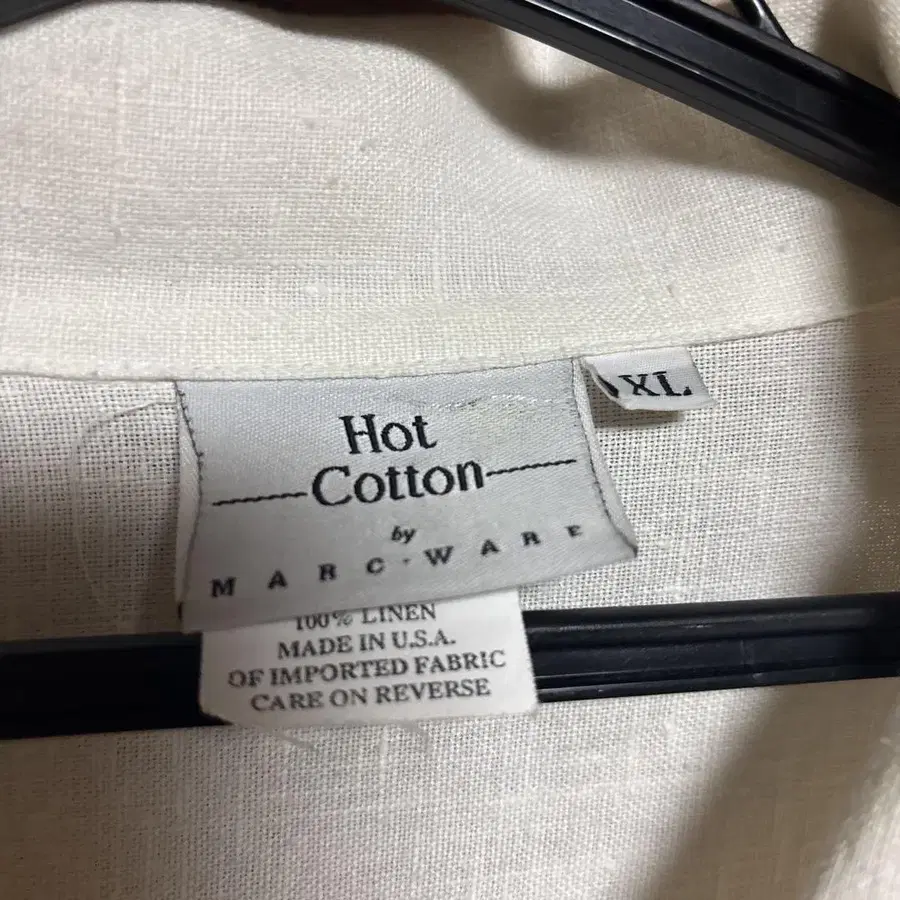 Hot
Cotton
by
MARC·WARE
XL
100% LINEN
MADE IN U.S.A.
OF IMPORTED FABRIC
CARE ON REVERSE